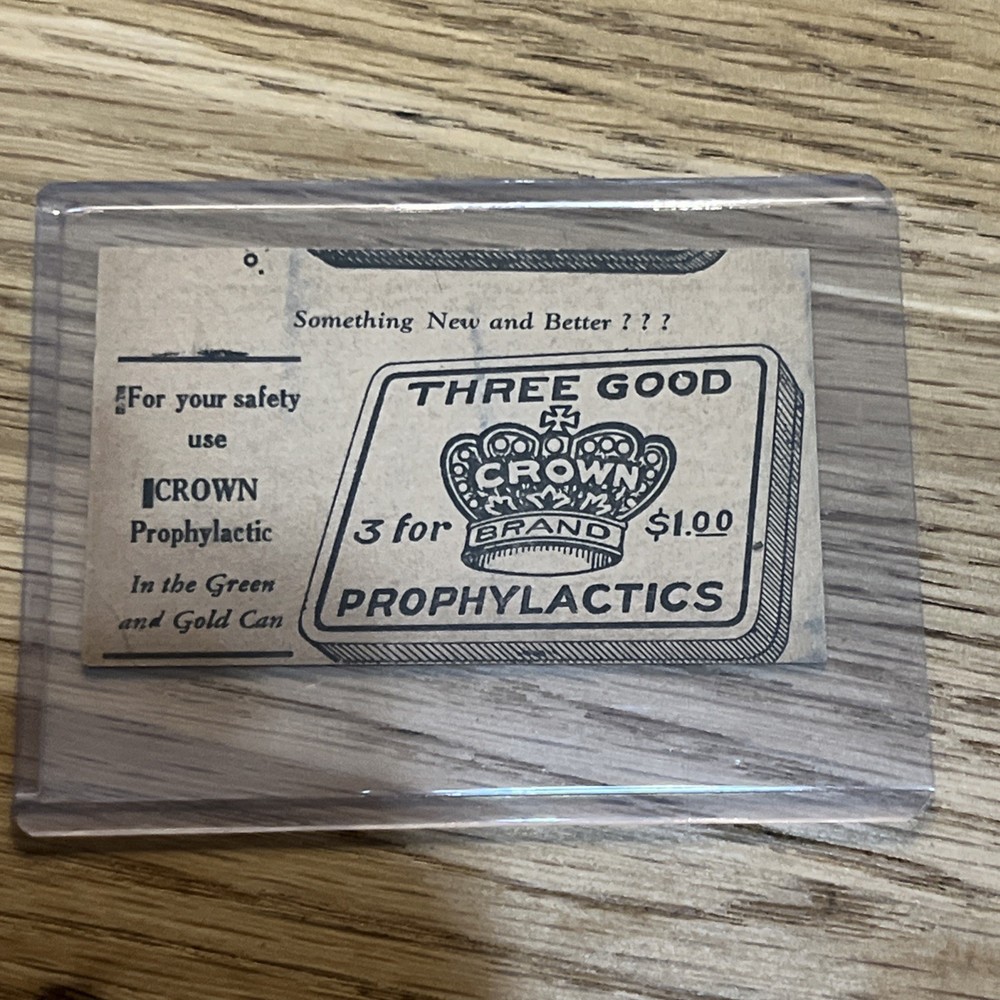 o.
Something New and Better ? ? ?
For your safety
use
CROWN
Prophylactic
In the Green
and Gold Can
THREE GOOD
CROWN
BRAND
3 for
$1.00
PROPHYLACTICS